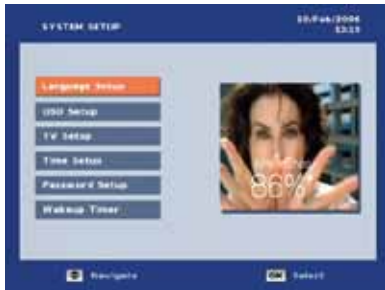 SYSTEM SETUP
10/Feb/2006
13:15
Language Setup
OSD Setup
TV Setup
Time Setup
Password Setup
Wakeup Timer
86%
Navigate
OK Select